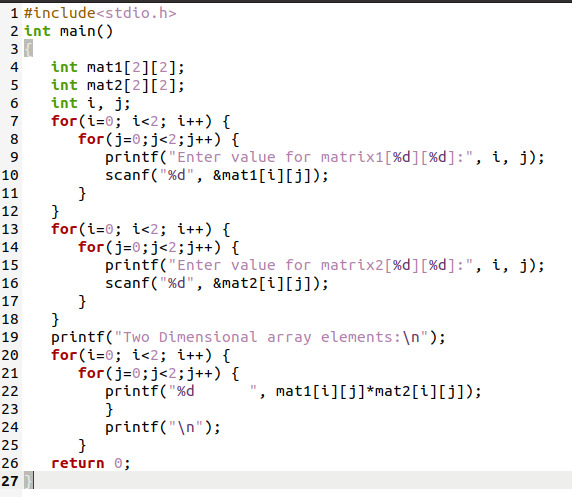 1 #include<stdio.h>
2 int main()
3 {
4    int mat1[2][2];
5    int mat2[2][2];
6    int i, j;
7    for(i=0; i<2; i++) {
8       for(j=0;j<2;j++) {
9          printf("Enter value for matrix1[%d][%d]:", i, j);
10          scanf("%d", &mat1[i][j]);
11       }
12    }
13    for(i=0; i<2; i++) {
14       for(j=0;j<2;j++) {
15          printf("Enter value for matrix2[%d][%d]:", i, j);
16          scanf("%d", &mat2[i][j]);
17       }
18    }
19    printf("Two Dimensional array elements:\n");
20    for(i=0; i<2; i++) {
21       for(j=0;j<2;j++) {
22          printf("%d      ", mat1[i][j]*mat2[i][j]);
23          }
24          printf("\n");
25       }
26    return 0;
27 }